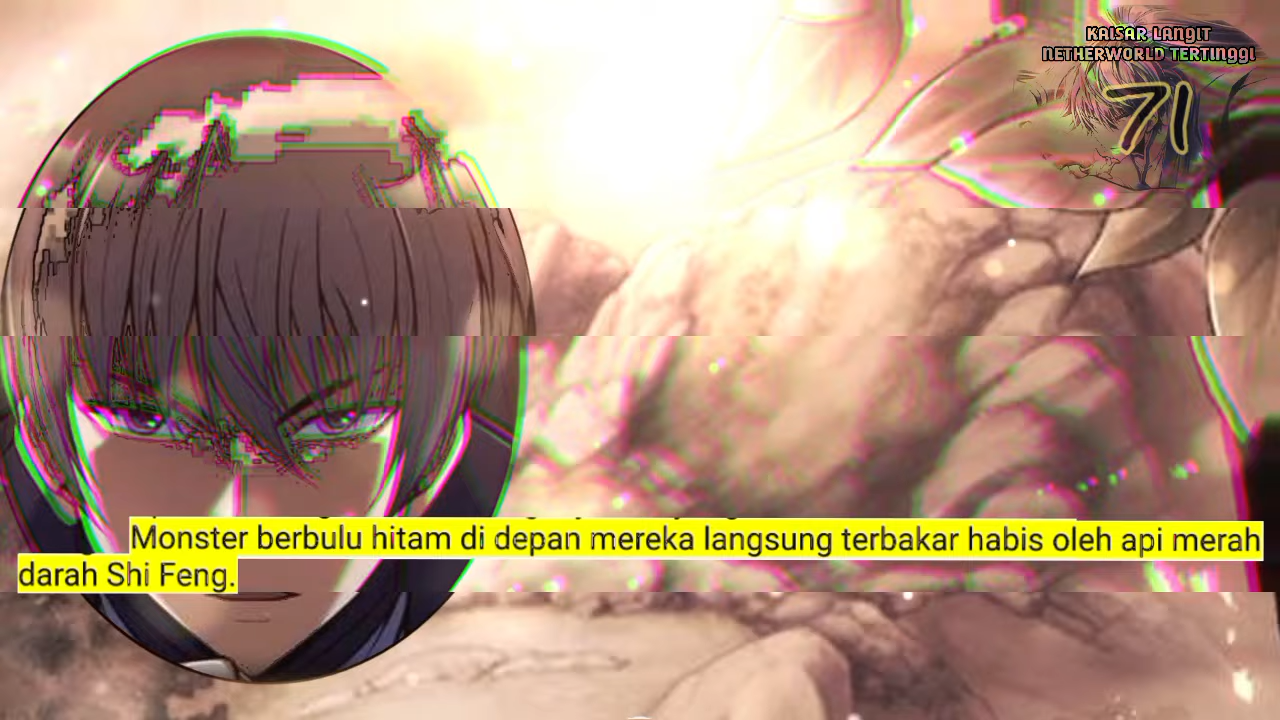 KAISAR LANGIT
NETHERWORLD TERTINGGI
71
Monster berbulu hitam di depan mereka langsung terbakar habis oleh api merah
darah Shi Feng.